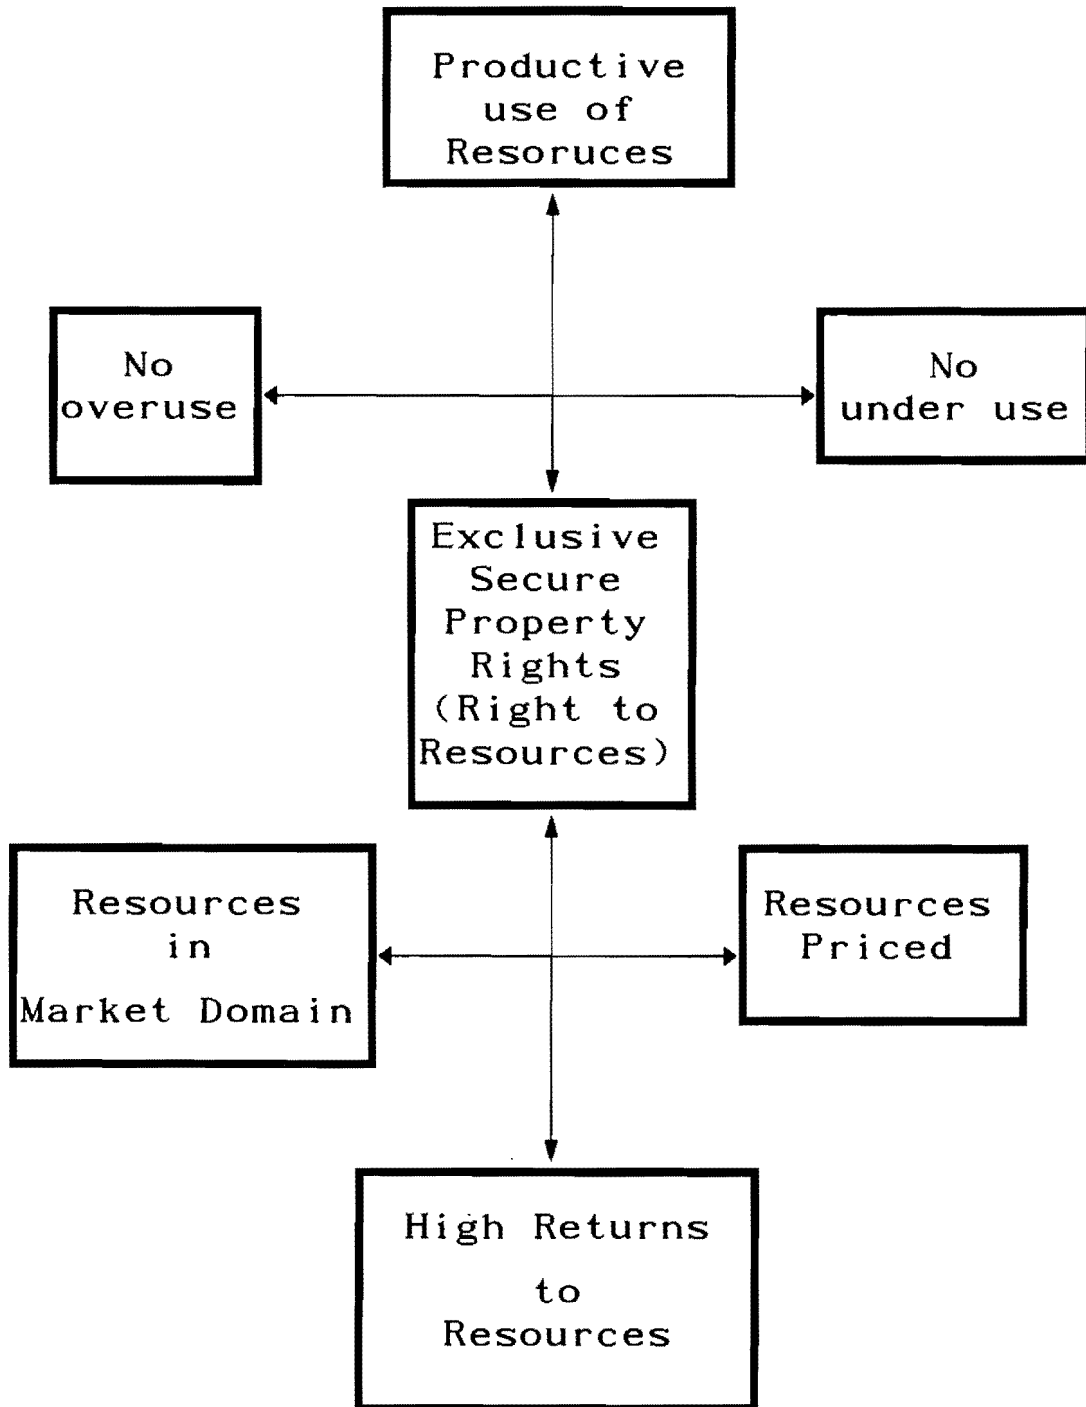 Productive
use of
Resoruces
No
overuse
No
under use
Exclusive
Secure
Property
Rights
(Right to
Resources)
Resources
in
Market Domain
Resources
Priced
High Returns
to
Resources